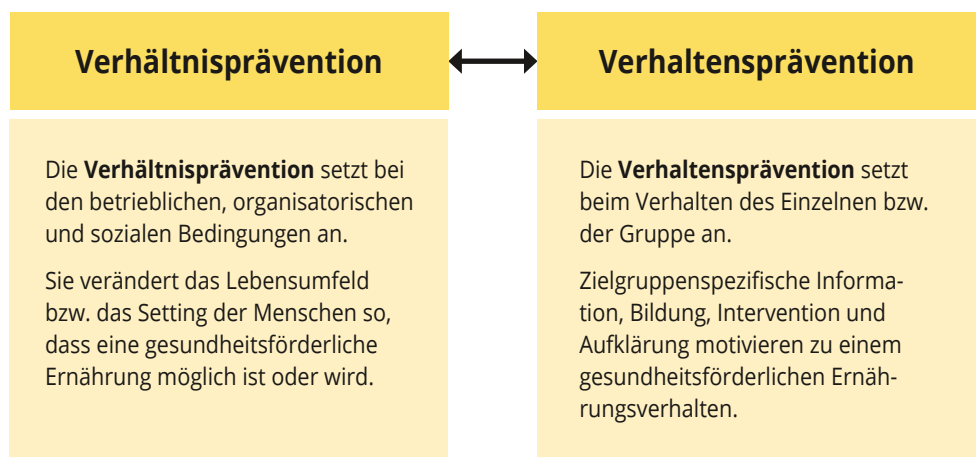 Verhältnisprävention
Die Verhältnisprävention setzt bei
den betrieblichen, organisatorischen
und sozialen Bedingungen an.
Sie verändert das Lebensumfeld
bzw. das Setting der Menschen so,
dass eine gesundheitsförderliche
Ernährung möglich ist oder wird.
Verhaltensprävention
Die Verhaltensprävention setzt
beim Verhalten des Einzelnen bzw.
der Gruppe an.
Zielgruppenspezifische Informa-
tion, Bildung, Intervention und
Aufklärung motivieren zu einem
gesundheitsförderlichen Ernäh-
rungsverhalten.